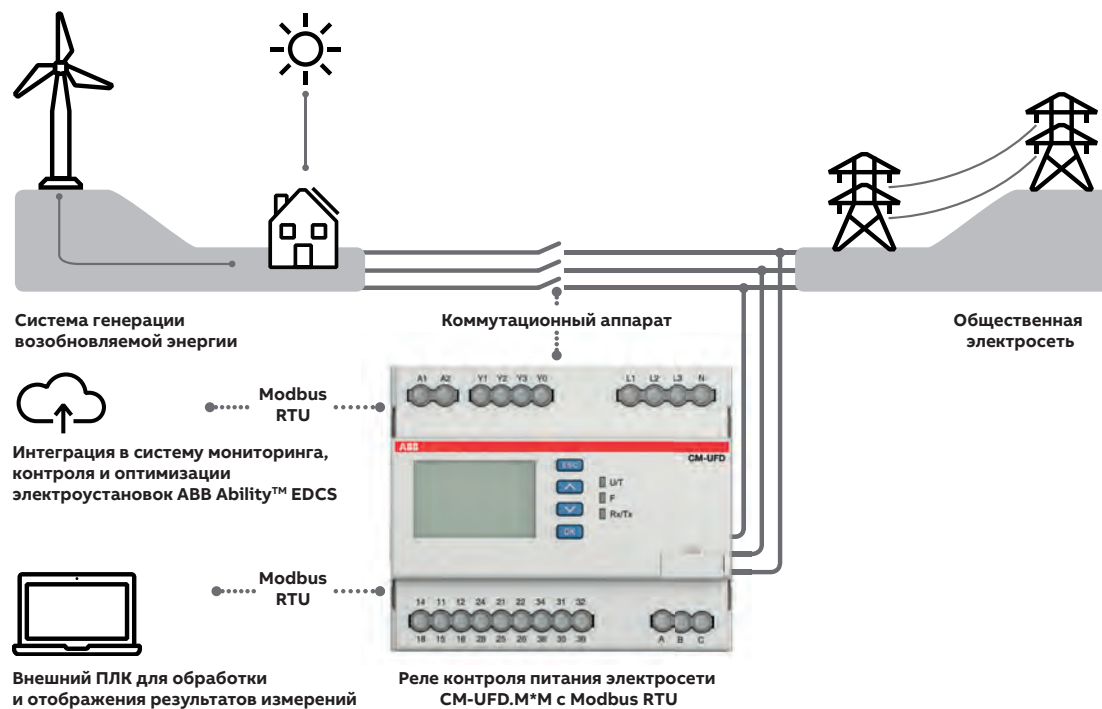 Система генерации
возобновляемой энергии
Коммутационный аппарат
Общественная
электросеть
Modbus
RTU
Интеграция в систему мониторинга,
контроля и оптимизации
электроустановок ABB Ability™ EDCS
A1 A2 Y1 Y2 Y3 Y0 L1 L2 L3 N
ABB
CM-UFD
ESC
U/T
F
Rx/Tx
OK
Modbus
RTU
14 11 12 24 21 22 34 31 32
18 15 16 28 25 26 38 35 36
A B C
Внешний ПЛК для обработки
и отображения результатов измерений
Реле контроля питания электросети
CM-UFD.M*M с Modbus RTU